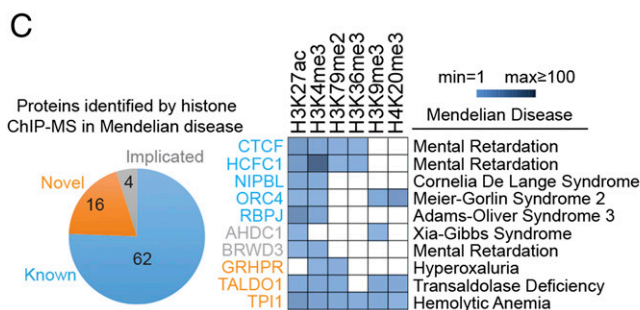 C
Proteins identified by histone
ChIP-MS in Mendelian disease
Implicated
4
Novel
16
Known
62
H3K27ac
H3K4me3
H3K79me2
H3K36me3
H3K9me3
H4K20me3
min=1 max≥100
Mendelian Disease
CTCF Mental Retardation
HCFC1 Mental Retardation
NIPBL Cornelia De Lange Syndrome
ORC4 Meier-Gorlin Syndrome 2
RBPJ Adams-Oliver Syndrome 3
AHDC1 Xia-Gibbs Syndrome
BRWD3 Mental Retardation
GRHPR Hyperoxaluria
TALDO1 Transaldolase Deficiency
TPI1 Hemolytic Anemia